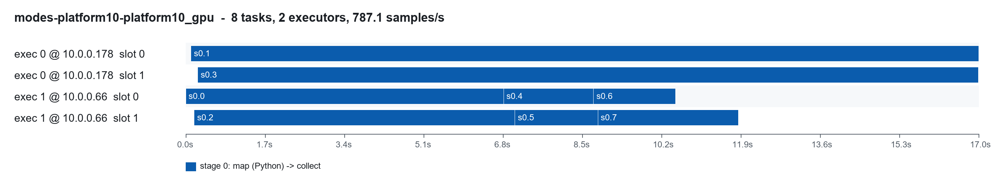 modes-platform10-platform10_gpu - 8 tasks, 2 executors, 787.1 samples/s
exec 0 @ 10.0.0.178 slot 0
s0.1
exec 0 @ 10.0.0.178 slot 1
s0.3
exec 1 @ 10.0.0.66 slot 0
s0.0 s0.4 s0.6
exec 1 @ 10.0.0.66 slot 1
s0.2 s0.5 s0.7
0.0s 1.7s 3.4s 5.1s 6.8s 8.5s 10.2s 11.9s 13.6s 15.3s 17.0s
stage 0: map (Python) -> collect